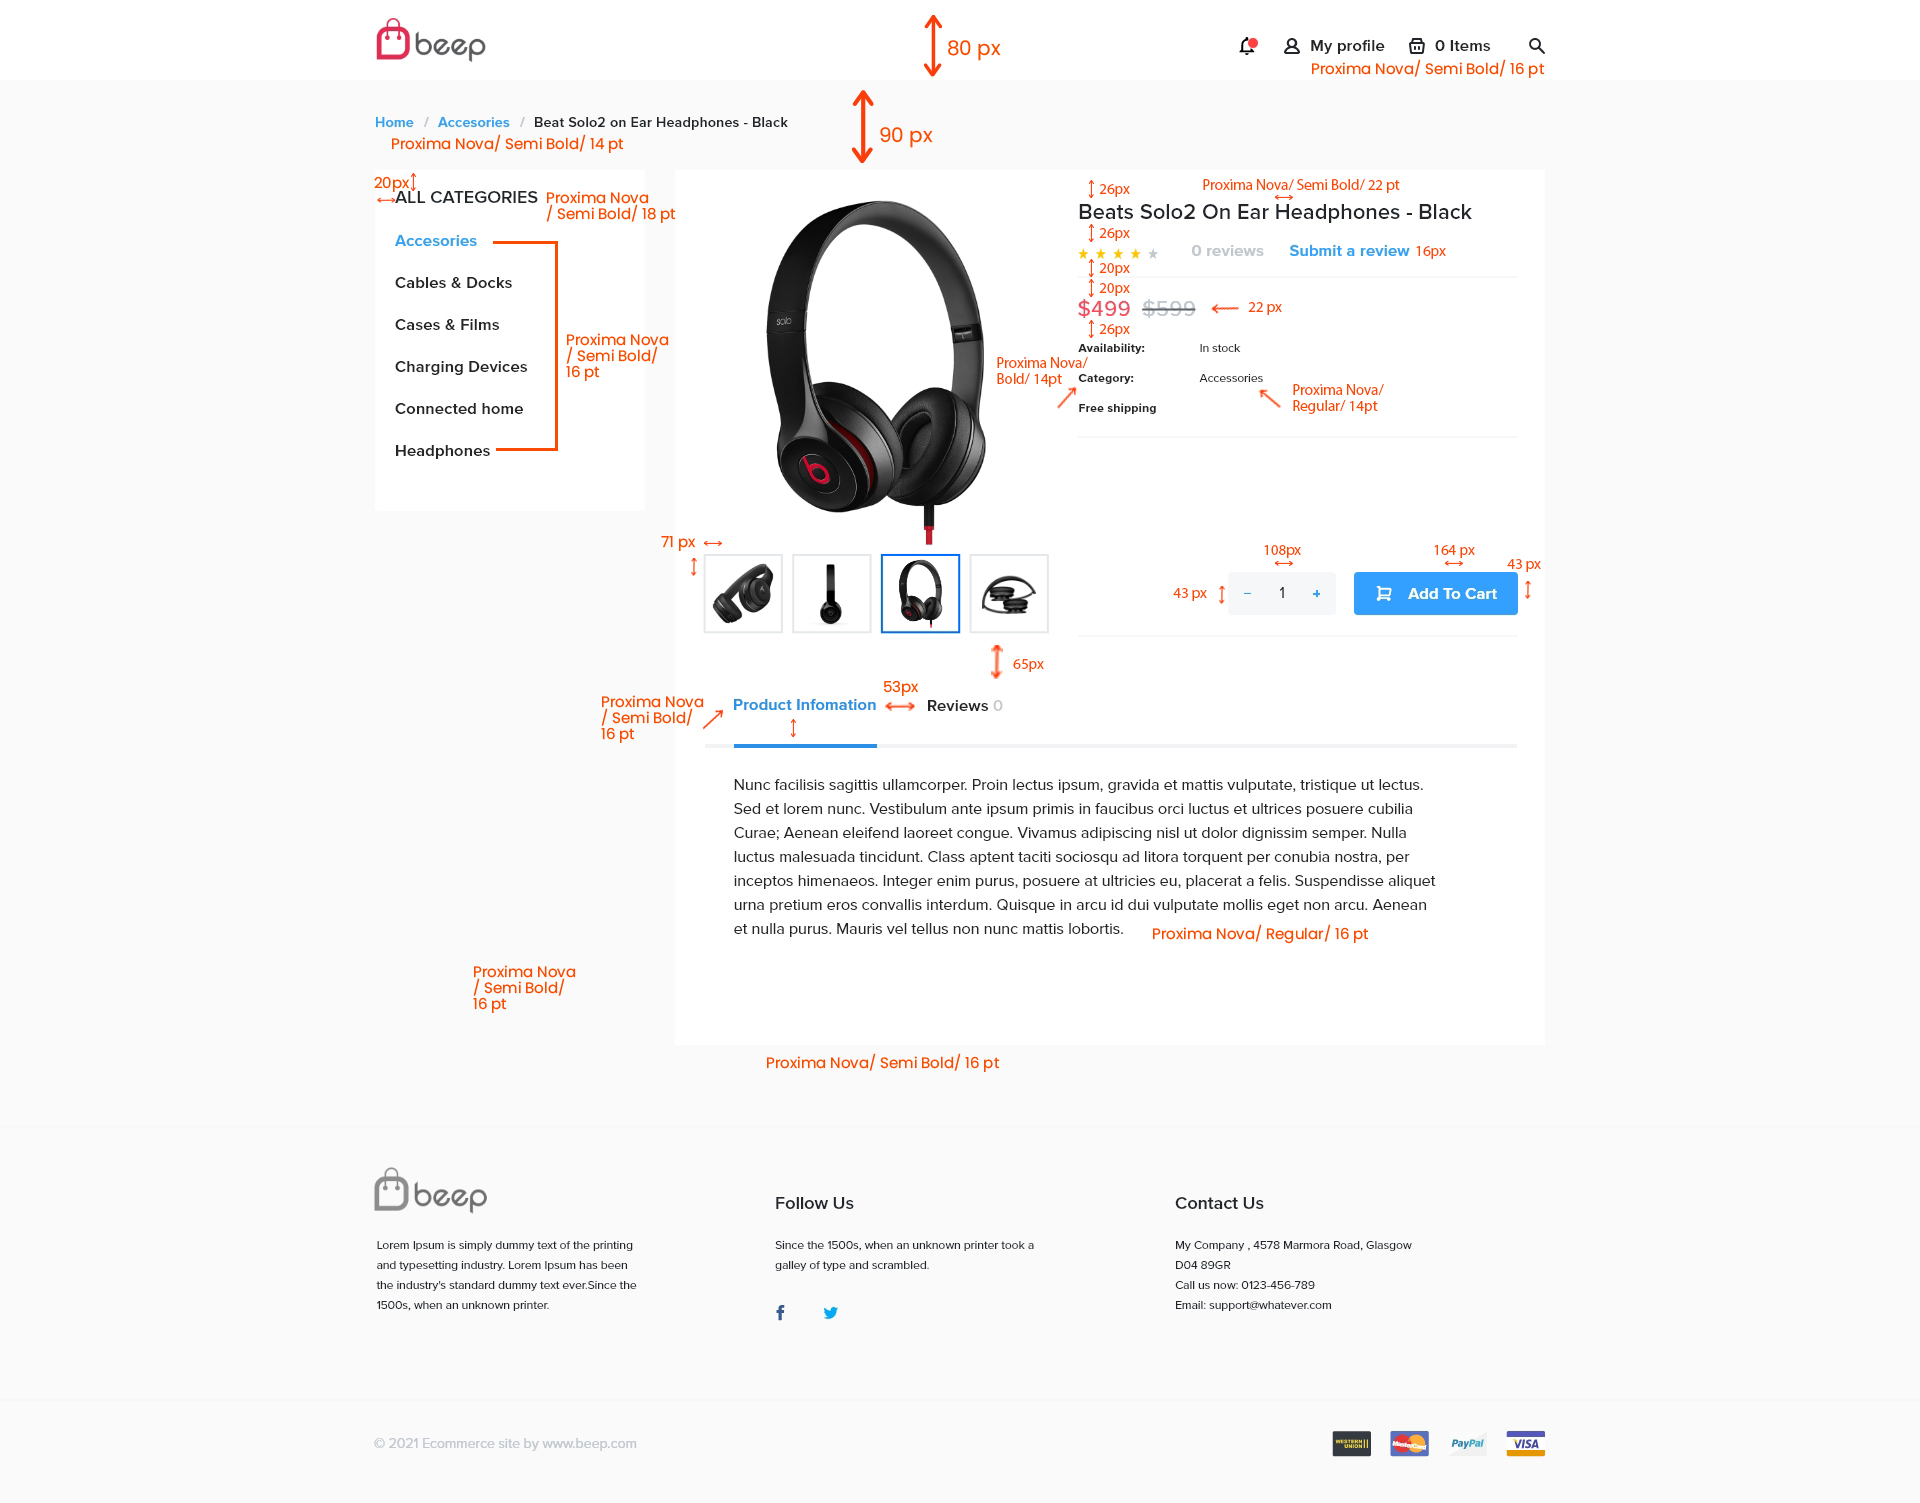 beep
80 px
My profile
0 Items
Proxima Nova/ Semi Bold/ 16 pt
Home / Accesories / Beat Solo2 on Ear Headphones - Black
Proxima Nova/ Semi Bold/ 14 pt
90 px
20px
ALL CATEGORIES
Proxima Nova
/ Semi Bold/ 18 pt
Accesories
Cables & Docks
Cases & Films
Charging Devices
Connected home
Headphones
Proxima Nova
/ Semi Bold/
16 pt
solo
26px
Proxima Nova/ Semi Bold/ 22 pt
Beats Solo2 On Ear Headphones - Black
26px
0 reviews
Submit a review
16px
20px
20px
$499 $599
22 px
26px
Availability: In stock
Proxima Nova/
Bold/ 14pt
Category: Accessories
Proxima Nova/
Regular/ 14pt
Free shipping
71 px
108px
164 px
43 px
43 px
− 1 +
Add To Cart
65px
53px
Proxima Nova
/ Semi Bold/
16 pt
Product Infomation
Reviews 0
Nunc facilisis sagittis ullamcorper. Proin lectus ipsum, gravida et mattis vulputate, tristique ut lectus.
Sed et lorem nunc. Vestibulum ante ipsum primis in faucibus orci luctus et ultrices posuere cubilia
Curae; Aenean eleifend laoreet congue. Vivamus adipiscing nisl ut dolor dignissim semper. Nulla
luctus malesuada tincidunt. Class aptent taciti sociosqu ad litora torquent per conubia nostra, per
inceptos himenaeos. Integer enim purus, posuere at ultricies eu, placerat a felis. Suspendisse aliquet
urna pretium eros convallis interdum. Quisque in arcu id dui vulputate mollis eget non arcu. Aenean
et nulla purus. Mauris vel tellus non nunc mattis lobortis.
Proxima Nova/ Regular/ 16 pt
Proxima Nova
/ Semi Bold/
16 pt
Proxima Nova/ Semi Bold/ 16 pt
beep
Lorem Ipsum is simply dummy text of the printing
and typesetting industry. Lorem Ipsum has been
the industry's standard dummy text ever.Since the
1500s, when an unknown printer.
Follow Us
Since the 1500s, when an unknown printer took a
galley of type and scrambled.
Contact Us
My Company , 4578 Marmora Road, Glasgow
D04 89GR
Call us now: 0123-456-789
Email: support@whatever.com
© 2021 Ecommerce site by www.beep.com
WESTERN
UNION
MasterCard
PayPal
VISA